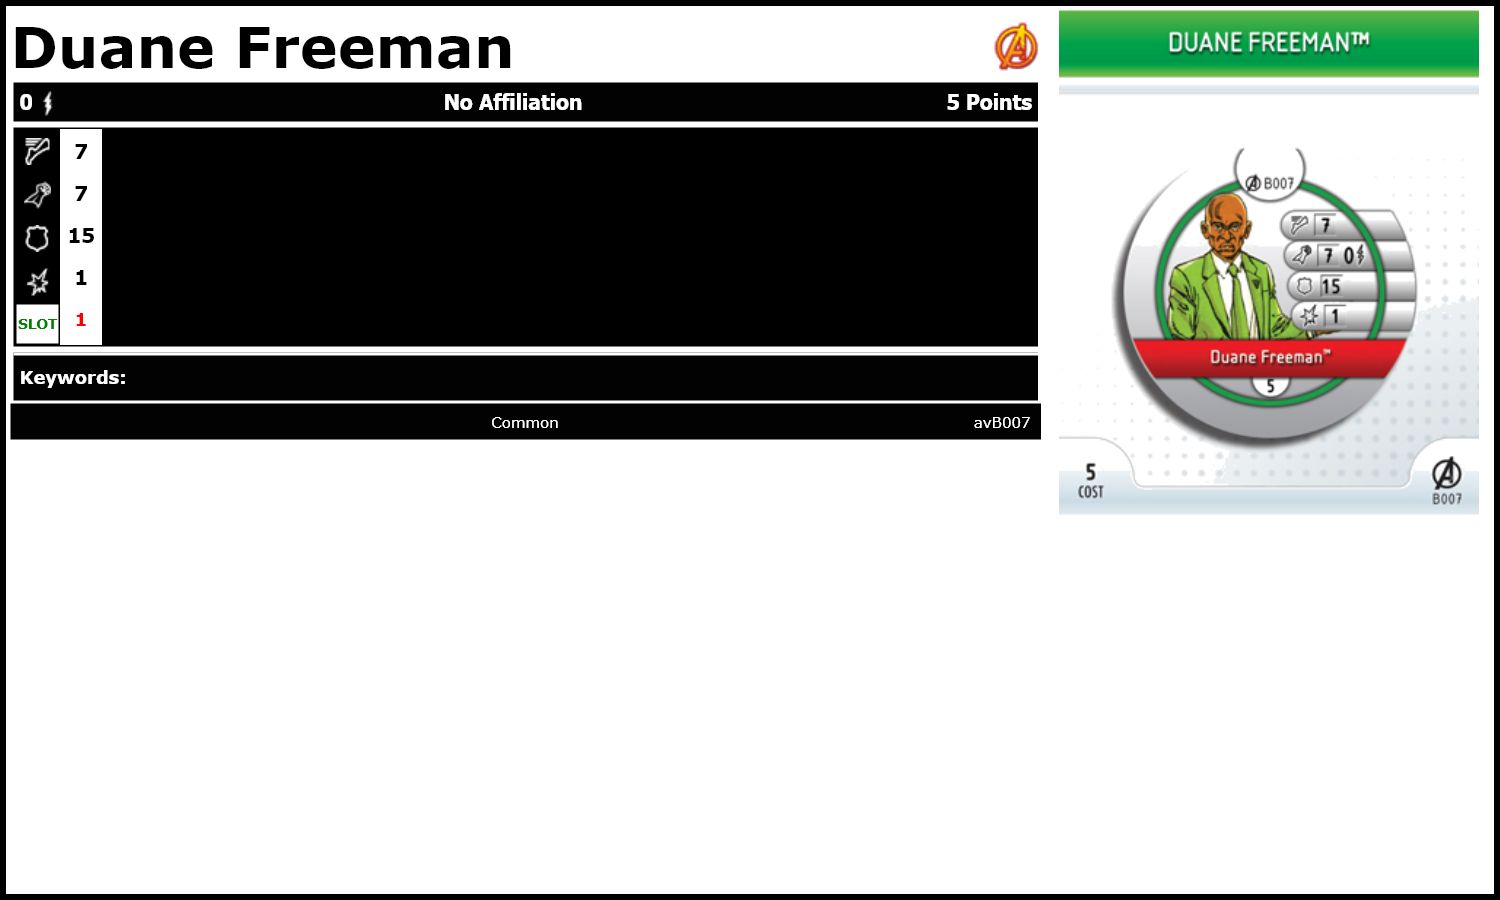 Duane Freeman
0 No Affiliation 5 Points
7
7
15
1
SLOT 1
Keywords:
Common avB007
DUANE FREEMAN™
B007
7
7 0
15
1
Duane Freeman™
5
5
COST
B007